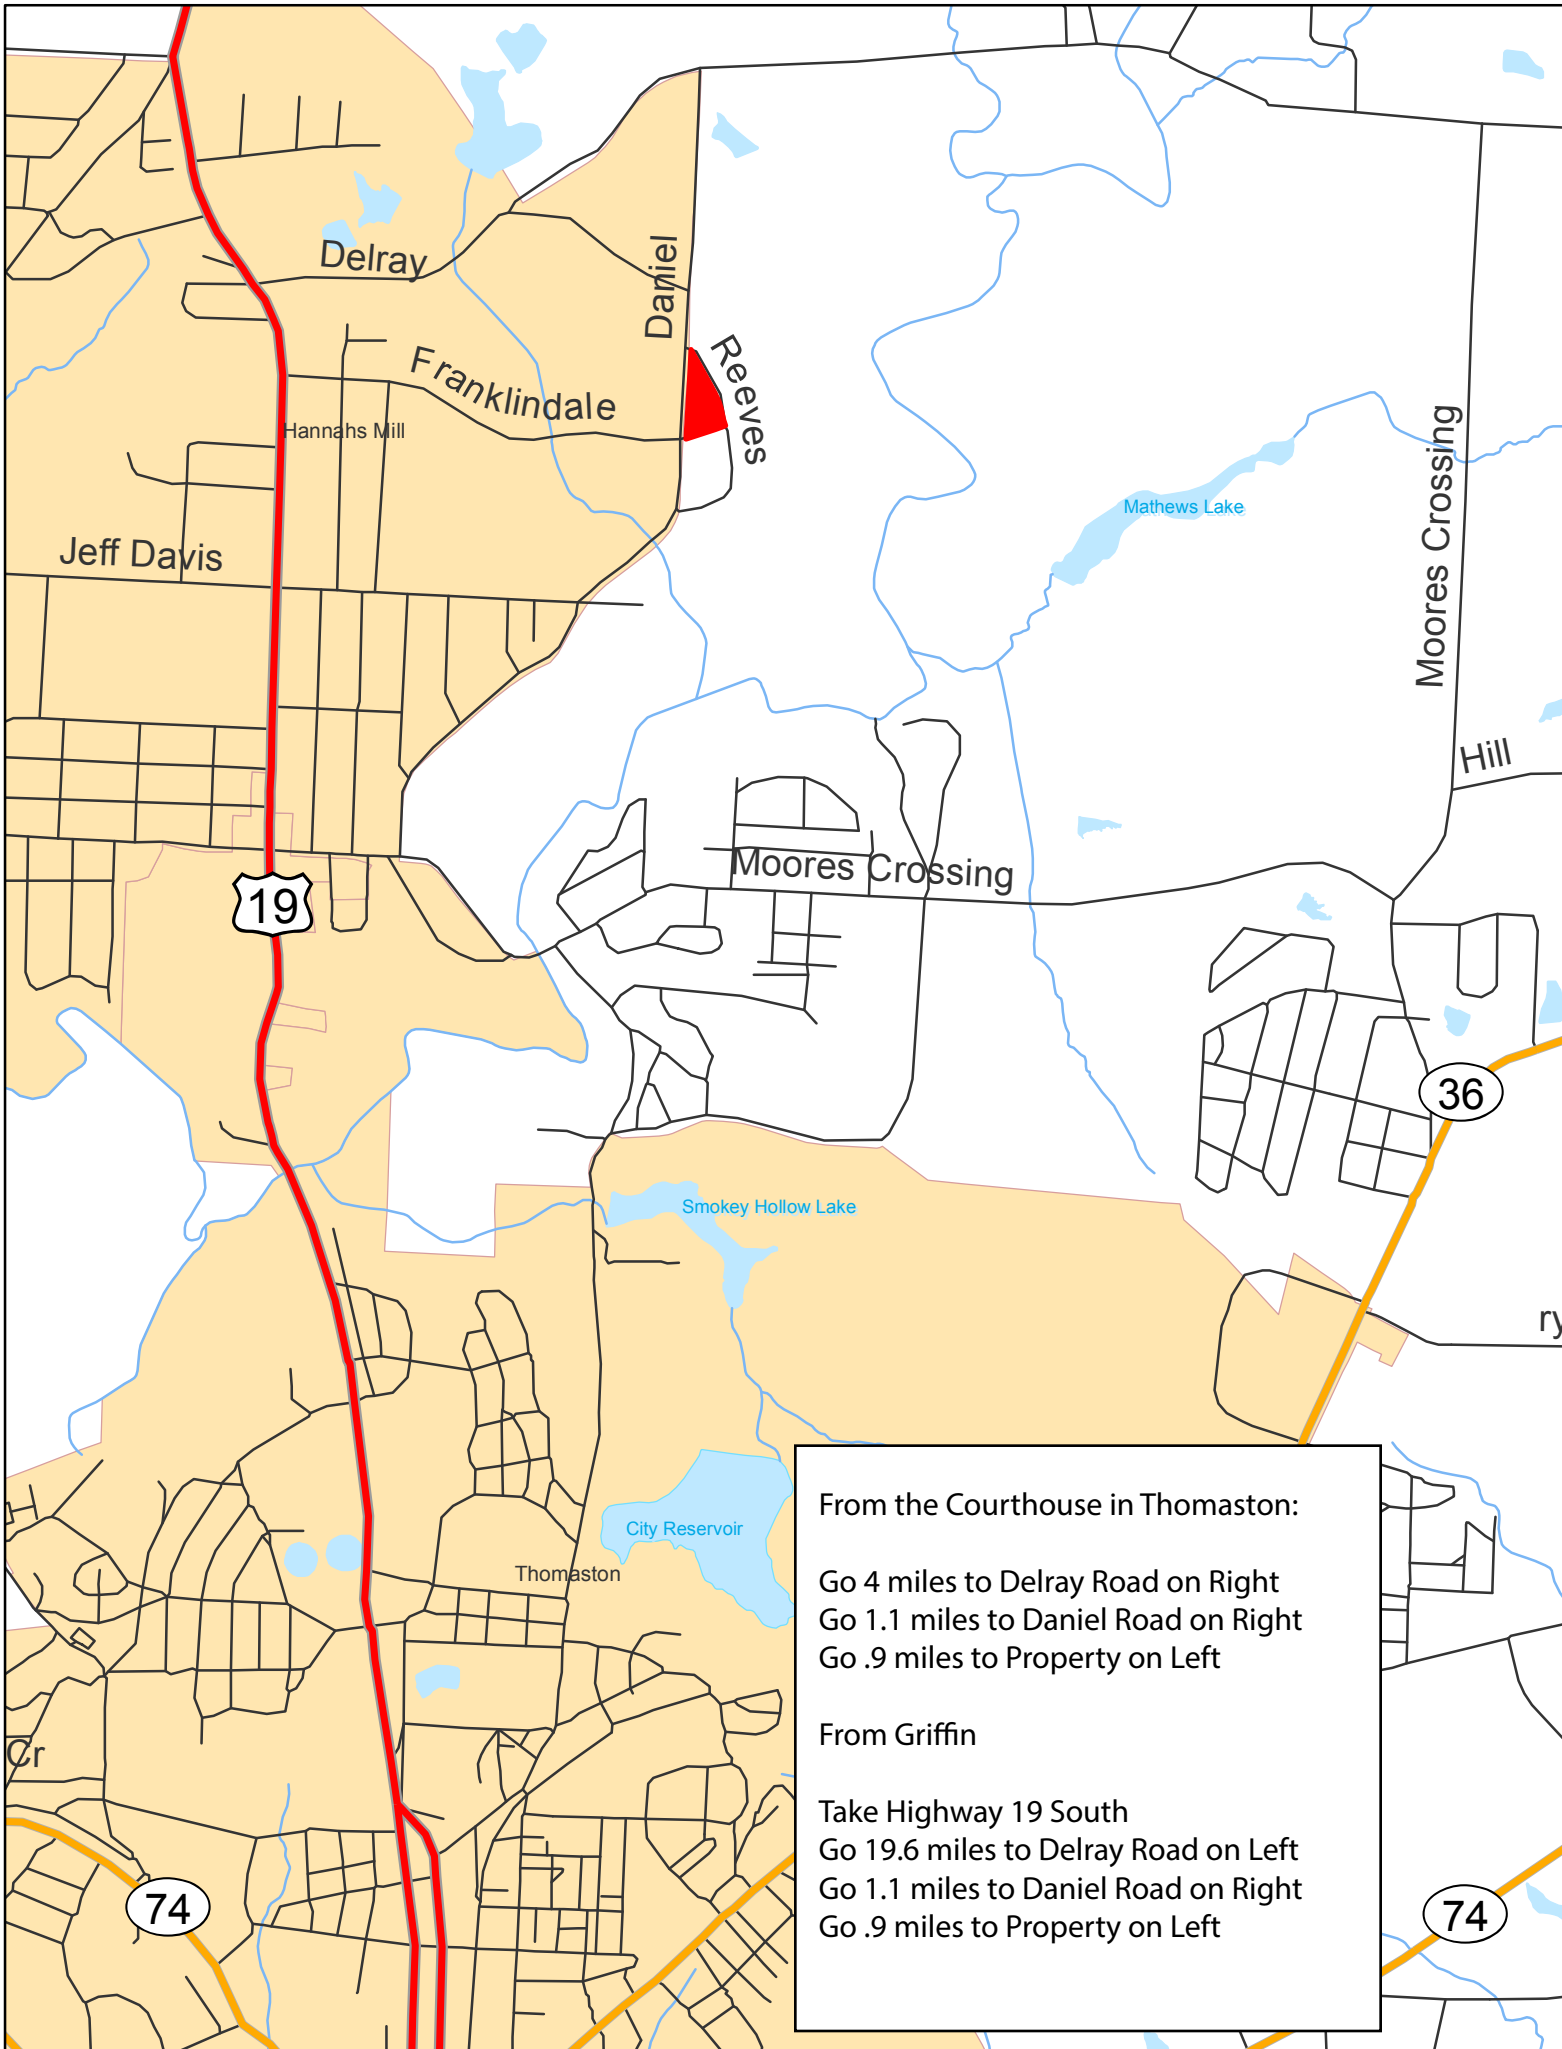 Delray
Daniel
Reeves
Franklindale
Hannahs Mill
Mathews Lake
Moores Crossing
Jeff Davis
Hill
Moores Crossing
19
36
Smokey Hollow Lake
ry
City Reservoir
Thomaston
Cr
74
74
From the Courthouse in Thomaston:
Go 4 miles to Delray Road on Right
Go 1.1 miles to Daniel Road on Right
Go .9 miles to Property on Left
From Griffin
Take Highway 19 South
Go 19.6 miles to Delray Road on Left
Go 1.1 miles to Daniel Road on Right
Go .9 miles to Property on Left